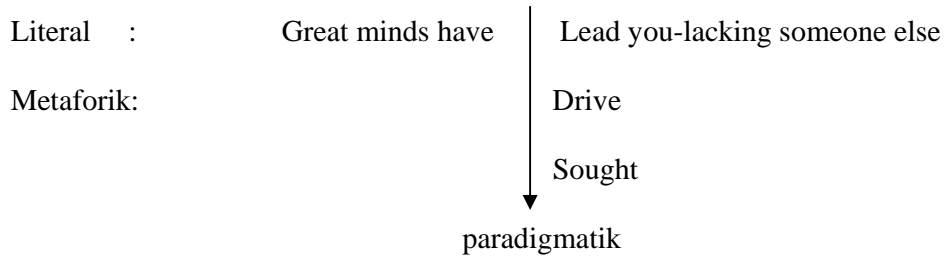 Literal : Great minds have Lead you-lacking someone else
Metaforik: Drive
Sought
paradigmatik